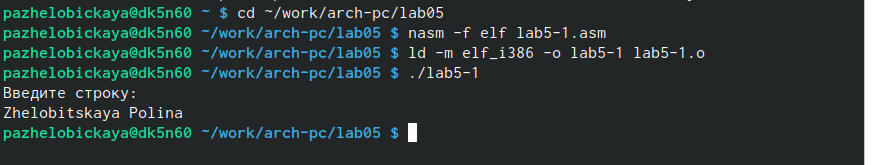 pazhelobickaya@dk5n60 ~ $ cd ~/work/arch-pc/lab05
pazhelobickaya@dk5n60 ~/work/arch-pc/lab05 $ nasm -f elf lab5-1.asm
pazhelobickaya@dk5n60 ~/work/arch-pc/lab05 $ ld -m elf_i386 -o lab5-1 lab5-1.o
pazhelobickaya@dk5n60 ~/work/arch-pc/lab05 $ ./lab5-1
Введите строку:
Zhelobitskaya Polina
pazhelobickaya@dk5n60 ~/work/arch-pc/lab05 $